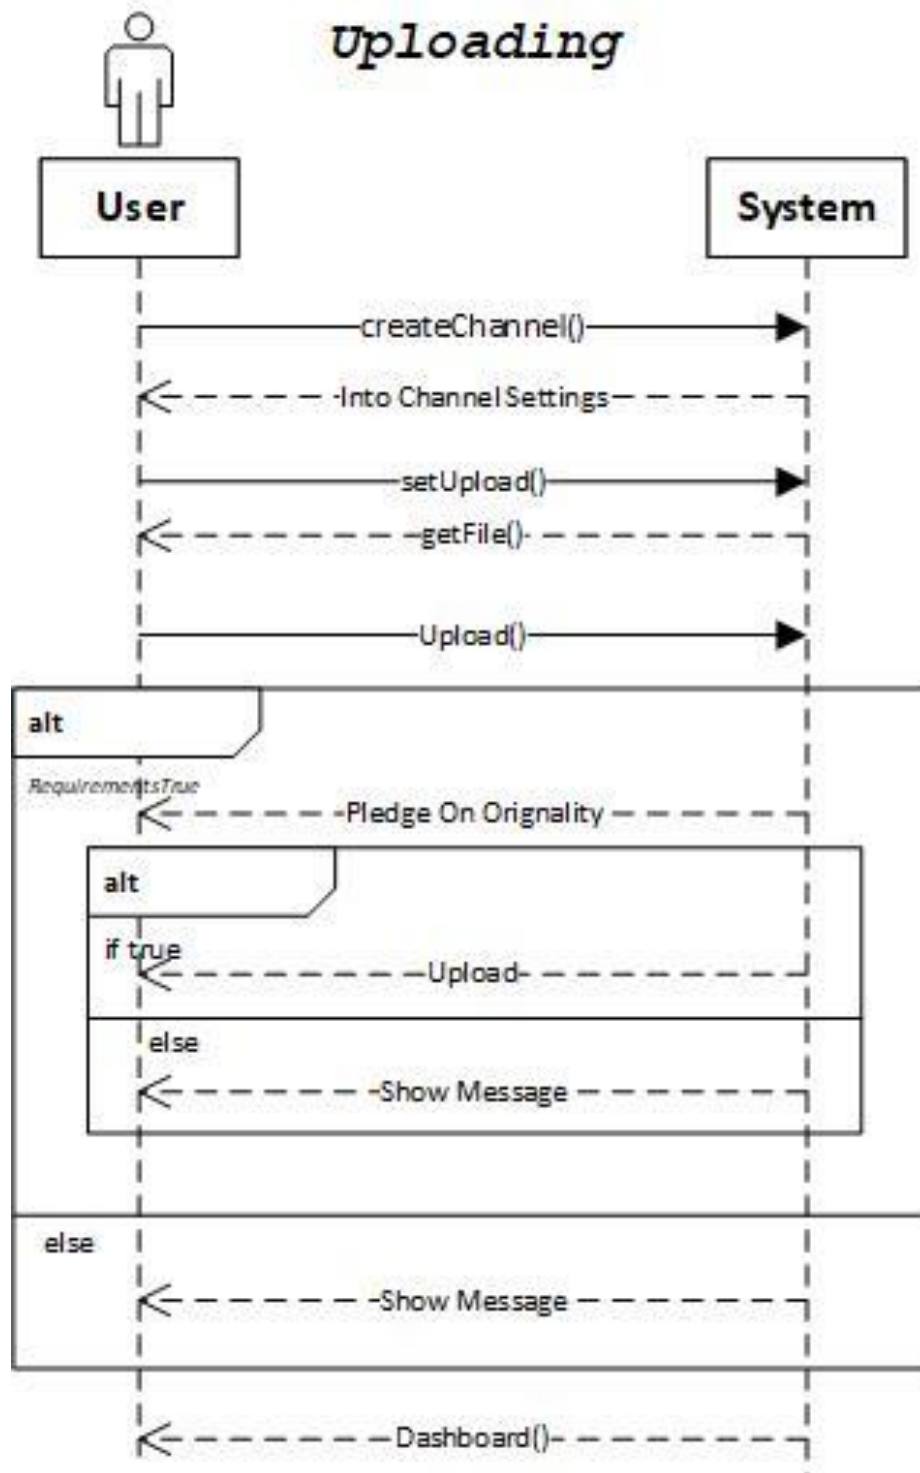 Uploading
User
System
createChannel()
Into Channel Settings
setUpload()
getFile()
Upload()
alt
RequirementsTrue
Pledge On Orignality
alt
if true
Upload
else
Show Message
else
Show Message
Dashboard()